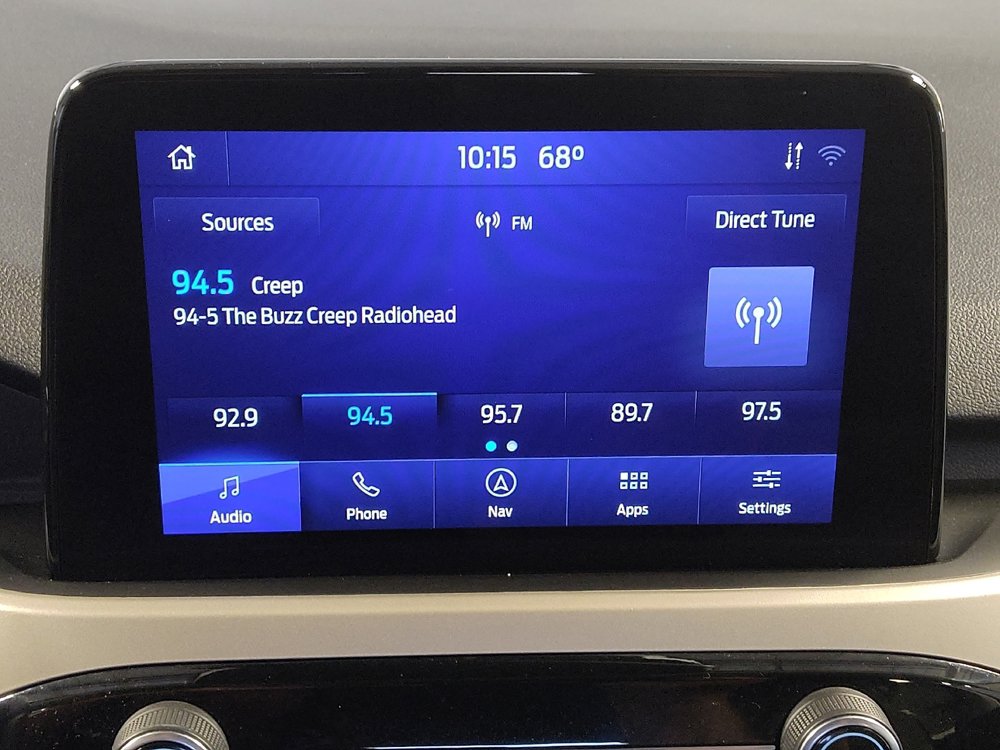 10:15 68º
Sources
FM
Direct Tune
94.5 Creep
94-5 The Buzz Creep Radiohead
92.9 94.5 95.7 89.7 97.5
Audio Phone Nav Apps Settings